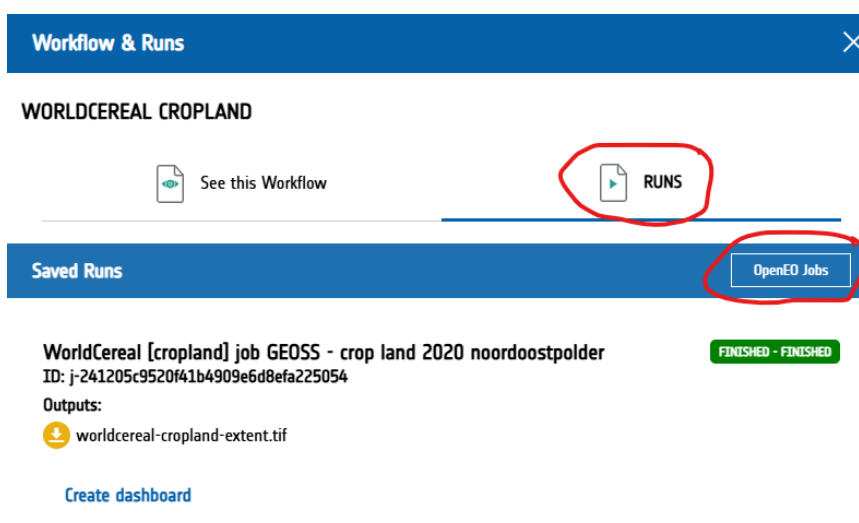 Workflow & Runs
WORLDCEREAL CROPLAND
See this Workflow
RUNS
Saved Runs
OpenEO Jobs
WorldCereal [cropland] job GEOSS - crop land 2020 noordoostpolder
FINISHED - FINISHED
ID: j-241205c9520f41b4909e6d8efa225054
Outputs:
worldcereal-cropland-extent.tif
Create dashboard